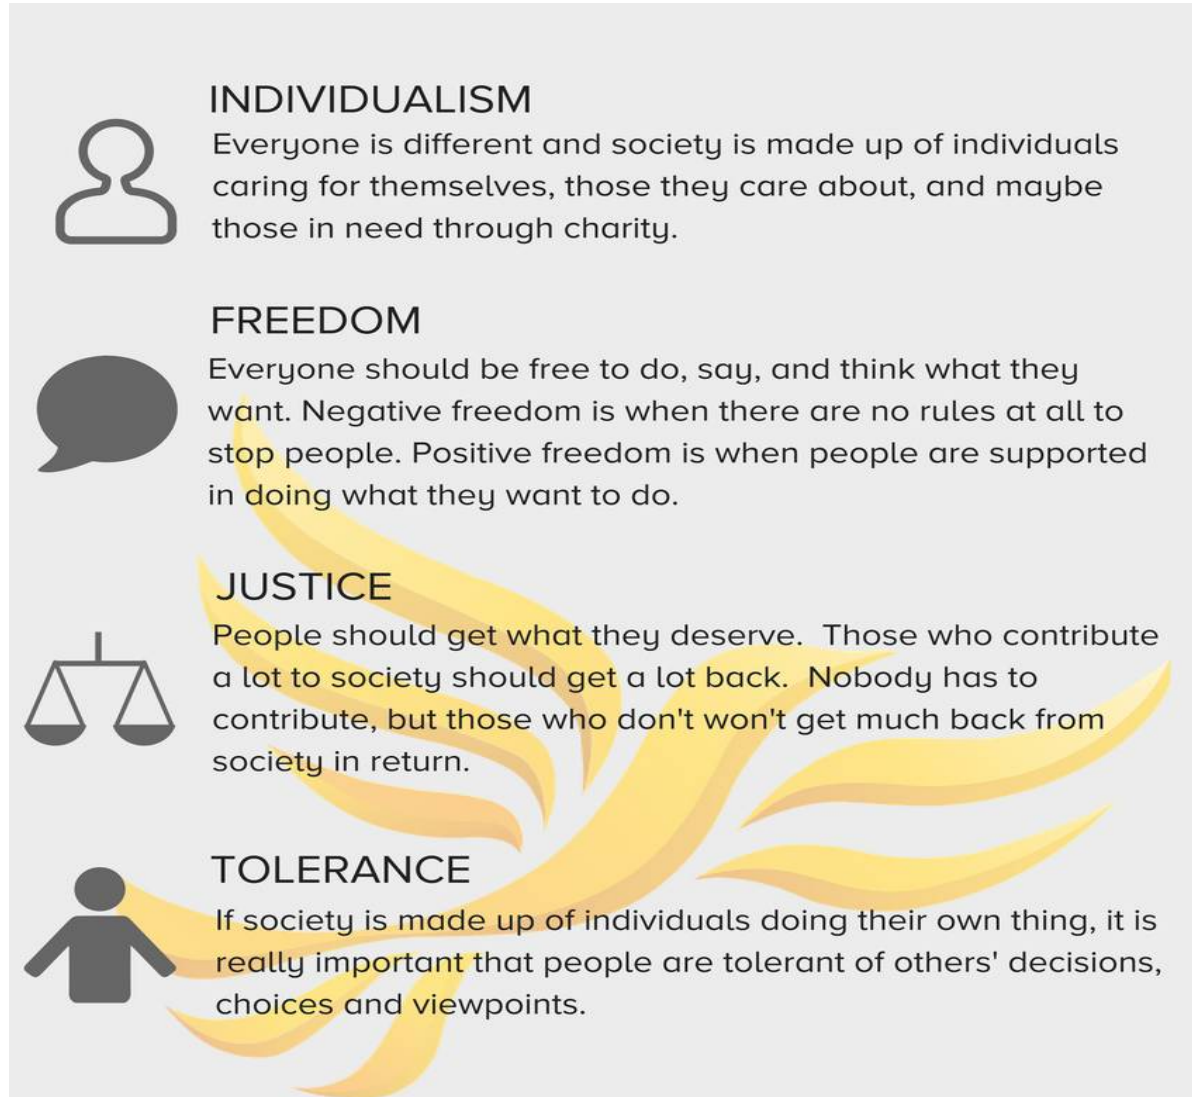 INDIVIDUALISM
Everyone is different and society is made up of individuals
caring for themselves, those they care about, and maybe
those in need through charity.
FREEDOM
Everyone should be free to do, say, and think what they
want. Negative freedom is when there are no rules at all to
stop people. Positive freedom is when people are supported
in doing what they want to do.
JUSTICE
People should get what they deserve.  Those who contribute
a lot to society should get a lot back.  Nobody has to
contribute, but those who don't won't get much back from
society in return.
TOLERANCE
If society is made up of individuals doing their own thing, it is
really important that people are tolerant of others' decisions,
choices and viewpoints.